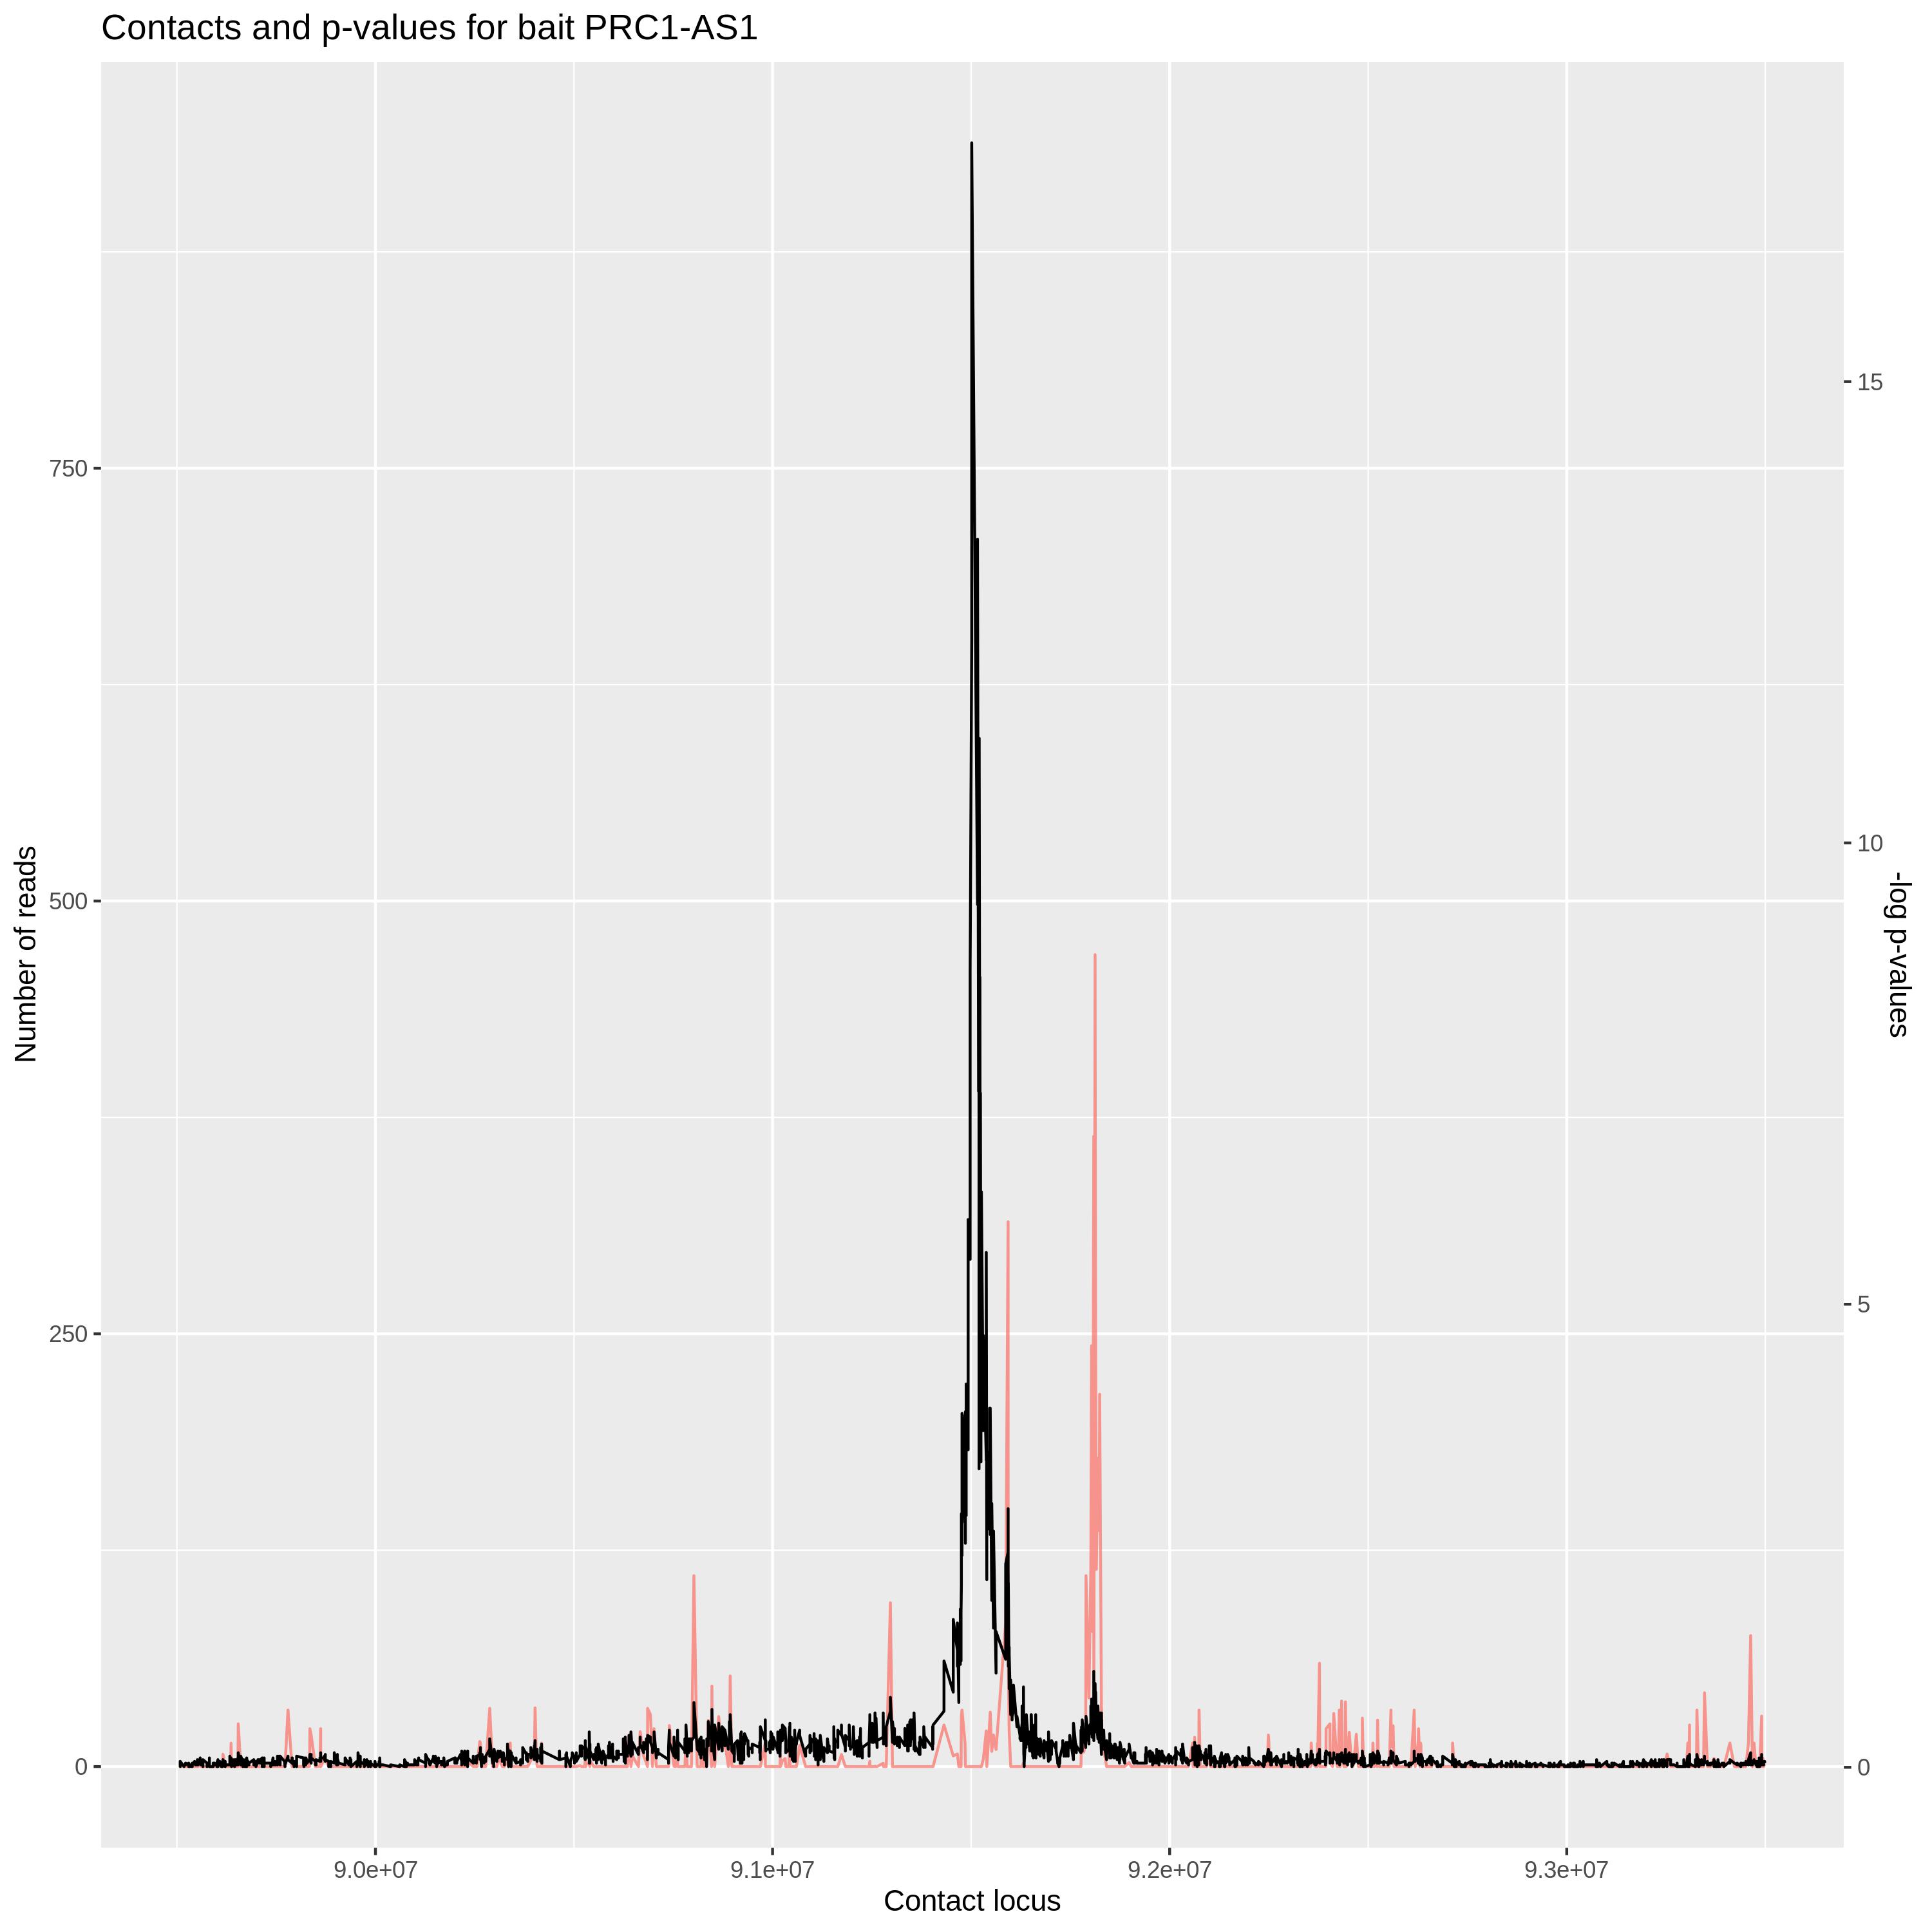 Contacts and p-values for bait PRC1-AS1
Number of reads
750
500
250
0
15
10
5
0
-log p-values
9.0e+07
9.1e+07
9.2e+07
9.3e+07
Contact locus